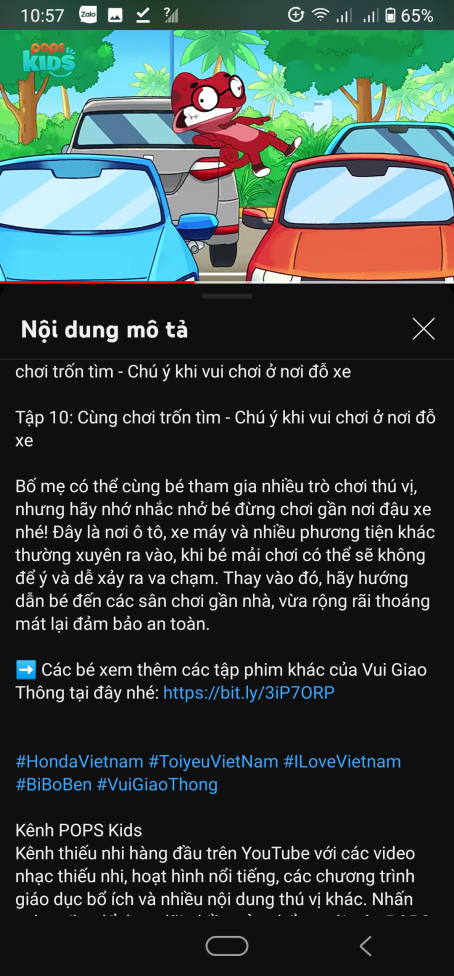 10:57 Zalo 65%
POPS
KIDS
Nội dung mô tả
chơi trốn tìm - Chú ý khi vui chơi ở nơi đỗ xe
Tập 10: Cùng chơi trốn tìm - Chú ý khi vui chơi ở nơi đỗ
xe
Bố mẹ có thể cùng bé tham gia nhiều trò chơi thú vị,
nhưng hãy nhớ nhắc nhở bé đừng chơi gần nơi đậu xe
nhé! Đây là nơi ô tô, xe máy và nhiều phương tiện khác
thường xuyên ra vào, khi bé mải chơi có thể sẽ không
để ý và dễ xảy ra va chạm. Thay vào đó, hãy hướng
dẫn bé đến các sân chơi gần nhà, vừa rộng rãi thoáng
mát lại đảm bảo an toàn.
➡️ Các bé xem thêm các tập phim khác của Vui Giao
Thông tại đây nhé: https://bit.ly/3iP7ORP
#HondaVietnam #ToiyeuVietNam #ILoveVietnam
#BiBoBen #VuiGiaoThong
Kênh POPS Kids
Kênh thiếu nhi hàng đầu trên YouTube với các video
nhạc thiếu nhi, hoạt hình nổi tiếng, các chương trình
giáo dục bổ ích và nhiều nội dung thú vị khác. Nhấn